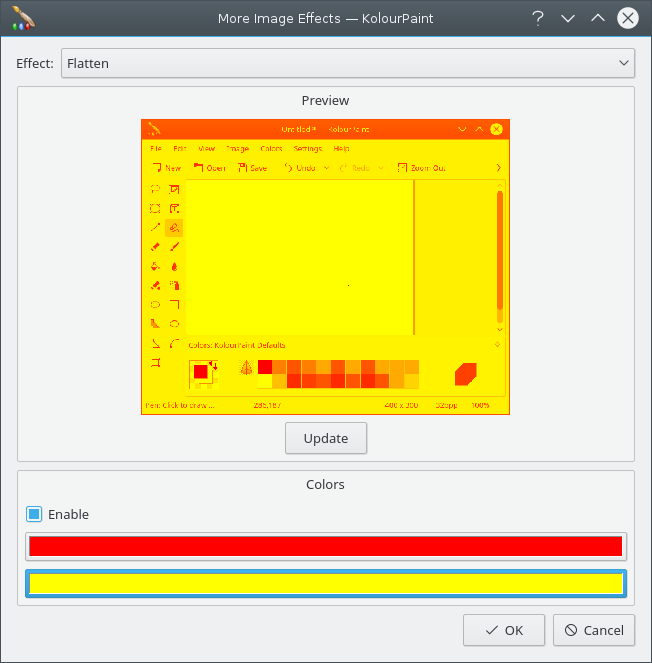 More Image Effects — KolourPaint
Effect: Flatten
Preview
Untitled * — KolourPaint
File Edit View Image Colors Settings Help
New Open Save Undo Redo Zoom Out
Colors: KolourPaint Defaults
Pen: Click to draw... 286,167 400 x 300 32bpp 100%
Update
Colors
Enable
OK Cancel